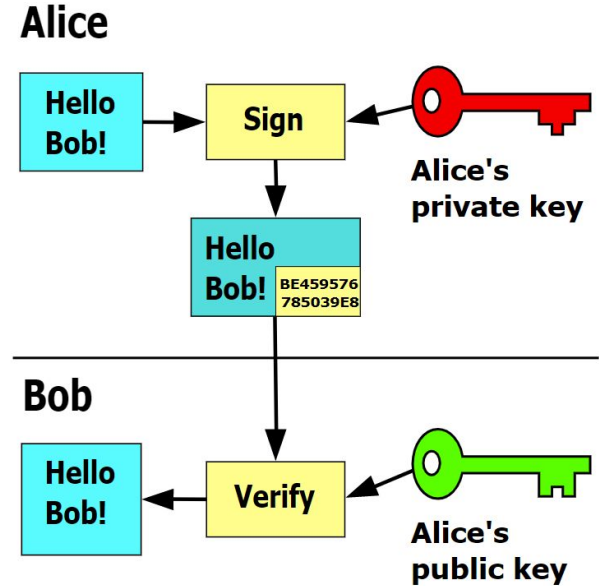 Alice
Hello
Bob!
Sign
Alice's
private key
Hello
Bob!
BE459576
785039E8
Bob
Hello
Bob!
Verify
Alice's
public key